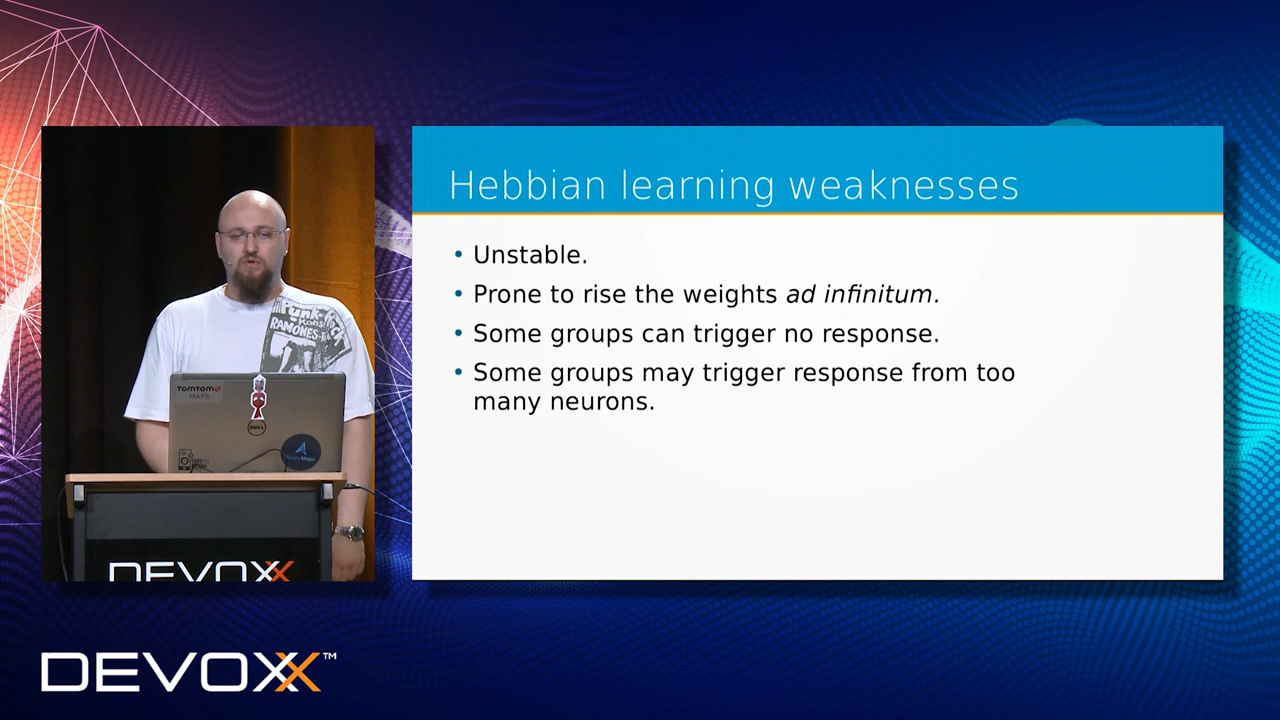 Hebbian learning weaknesses
• Unstable.
• Prone to rise the weights ad infinitum.
• Some groups can trigger no response.
• Some groups may trigger response from too
many neurons.
Punk
RAMONES
TOMTOM
MAPS
DELL
DEVOXX
DEVOXX™